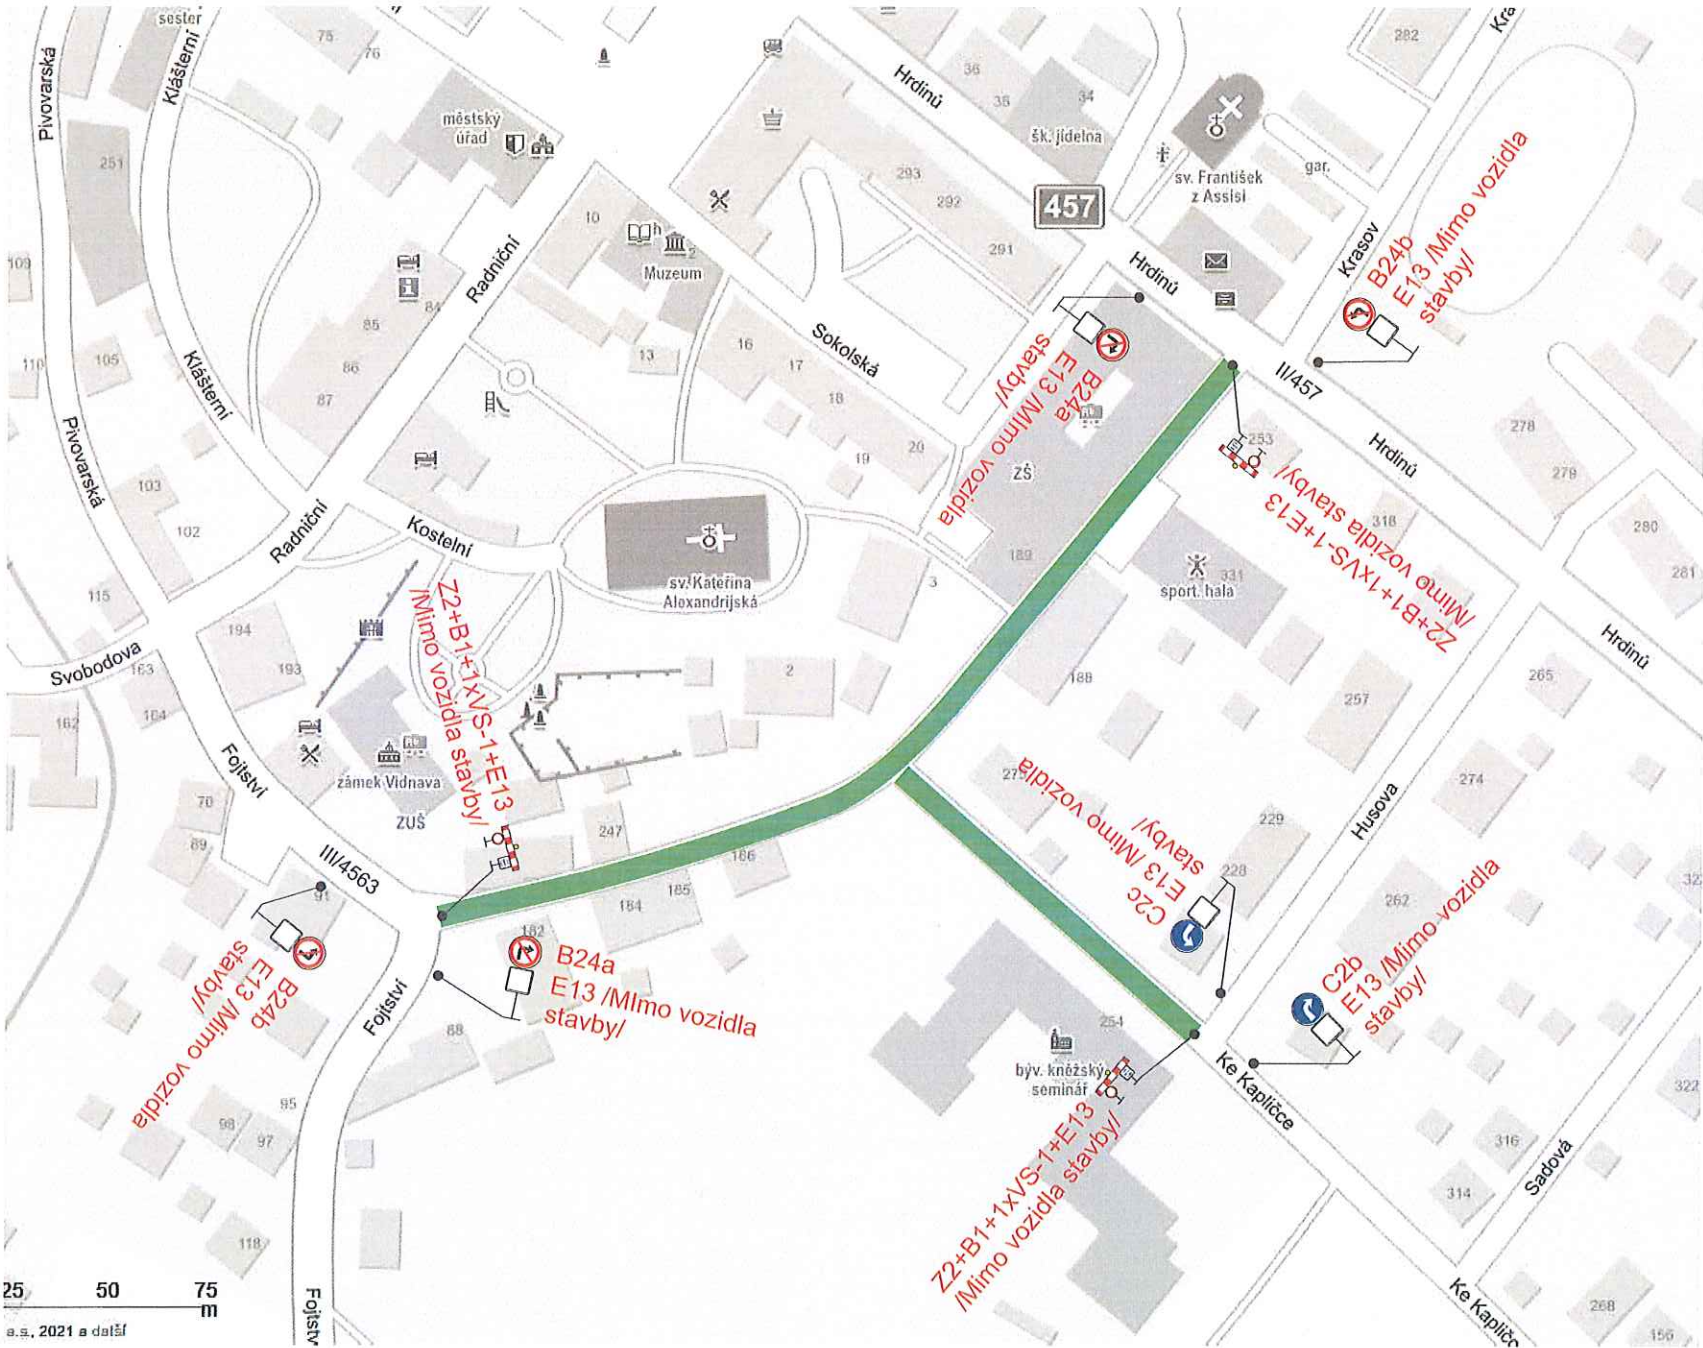 sester
Pivovarská
Klášterní
75
76
městský
úřad
Hrdinů
36
35
34
šk. jídelna
282
sv. František
z Assisi
gar.
457
251
293
292
291
10
2
Muzeum
Radniční
Krasov
B24b
E13 /Mimo vozidla
stavby/
Hrdinů
109
110
105
84
85
86
87
Klášterní
13
16
17
18
19
20
Sokolská
B24a
E13 /Mimo vozidla
stavby/
II/457
Hrdinů
278
279
280
281
Pivovarská
103
102
115
Radniční
Kostelní
ZŠ
253
Z2+B1+1xVS-1+E13
/Mimo vozidla stavby/
318
sv. Kateřina
Alexandrijská
3
189
331
sport. hala
Hrdinů
Svobodova
163
164
162
194
193
Z2+B1+1xVS-1+E13
/Mimo vozidla stavby/
2
188
257
265
zámek Vidnava
ZUŠ
Fojtství
70
89
247
166
185
184
182
229
228
274
Husova
C2c
E13 /Mimo vozidla
stavby/
III/4563
91
B24b
E13 /Mimo vozidla
stavby/
B24a
E13 /MImo vozidla
stavby/
262
C2b
E13 /Mimo vozidla
stavby/
Fojtství
88
95
98
97
118
254
býv. kněžský
seminář
Z2+B1+1xVS-1+E13
/Mimo vozidla stavby/
Ke Kapličce
322
316
314
Sadová
Ke Kapličc
268
156
25
50
75
m
a.s., 2021 a další
Fojtstv